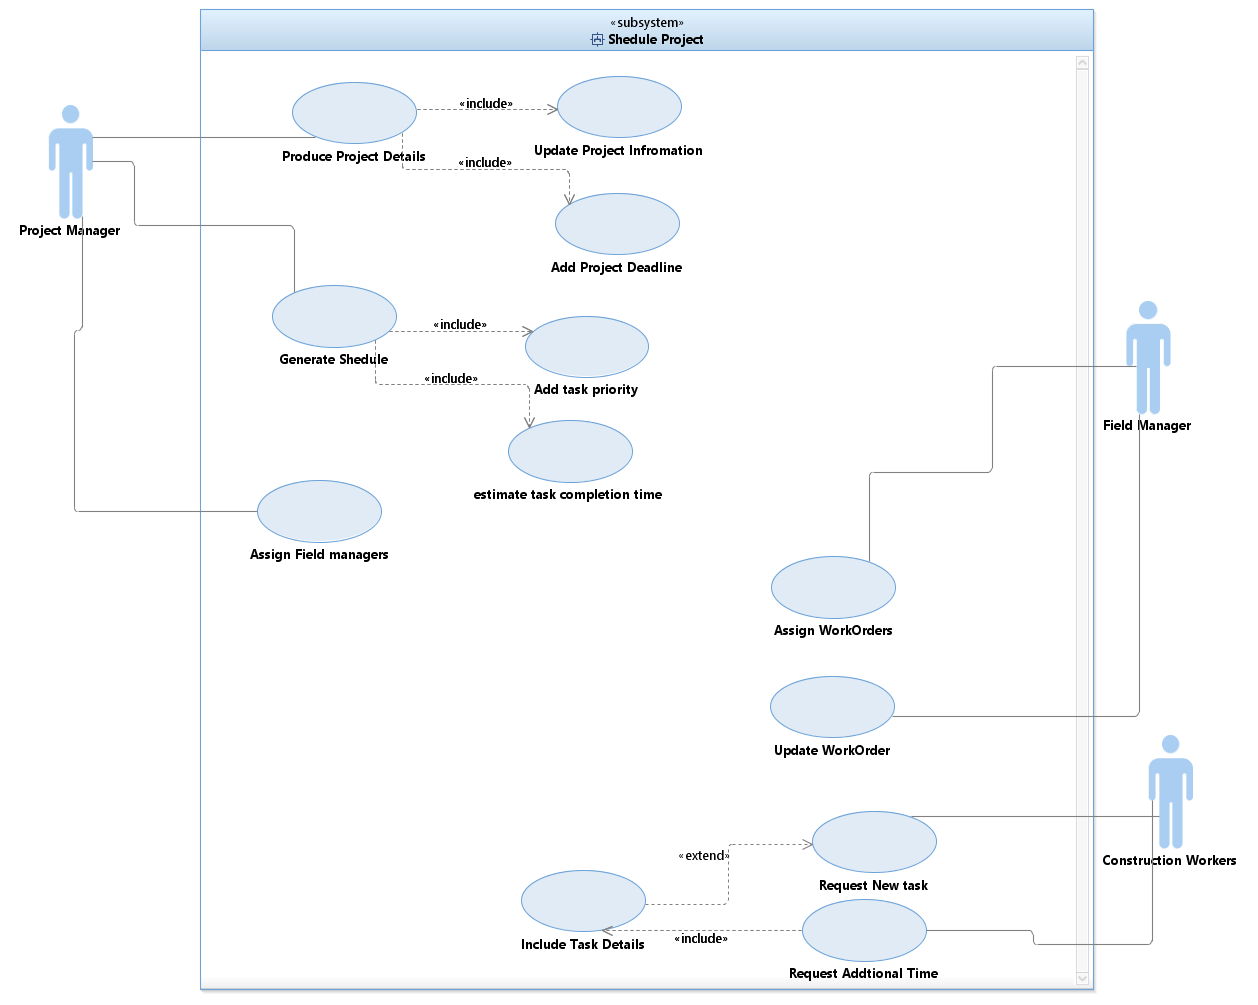 «subsystem»
Shedule Project
«include»
Produce Project Details
Update Project Infromation
«include»
Add Project Deadline
Project Manager
«include»
Generate Shedule
Add task priority
«include»
estimate task completion time
Assign Field managers
Field Manager
Assign WorkOrders
Update WorkOrder
«extend»
Request New task
Construction Workers
Include Task Details
«include»
Request Addtional Time